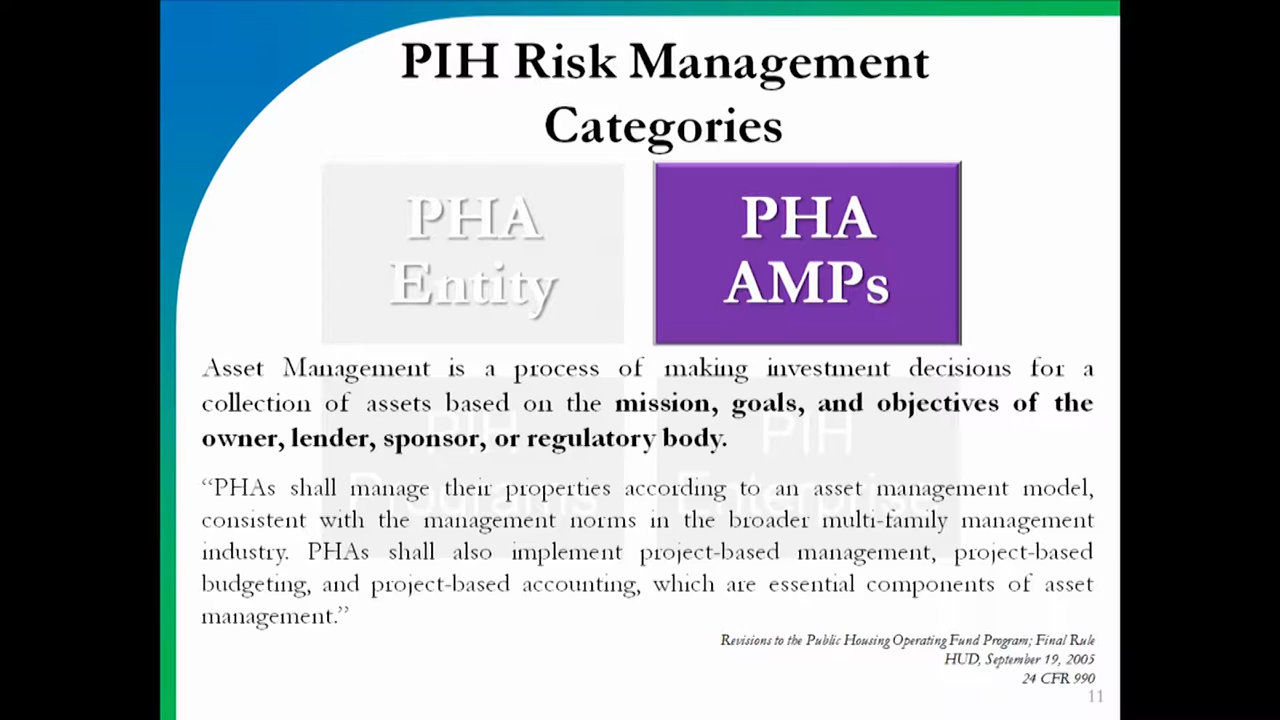 PIH Risk Management
Categories
PHA
Entity
PHA
AMPs
Asset Management is a process of making investment decisions for a
collection of assets based on the mission, goals, and objectives of the
owner, lender, sponsor, or regulatory body.
PIH
Programs
PIH
Enterprise
“PHAs shall manage their properties according to an asset management model,
consistent with the management norms in the broader multi-family management
industry. PHAs shall also implement project-based management, project-based
budgeting, and project-based accounting, which are essential components of asset
management.”
Revisions to the Public Housing Operating Fund Program; Final Rule
HUD, September 19, 2005
24 CFR 990
11